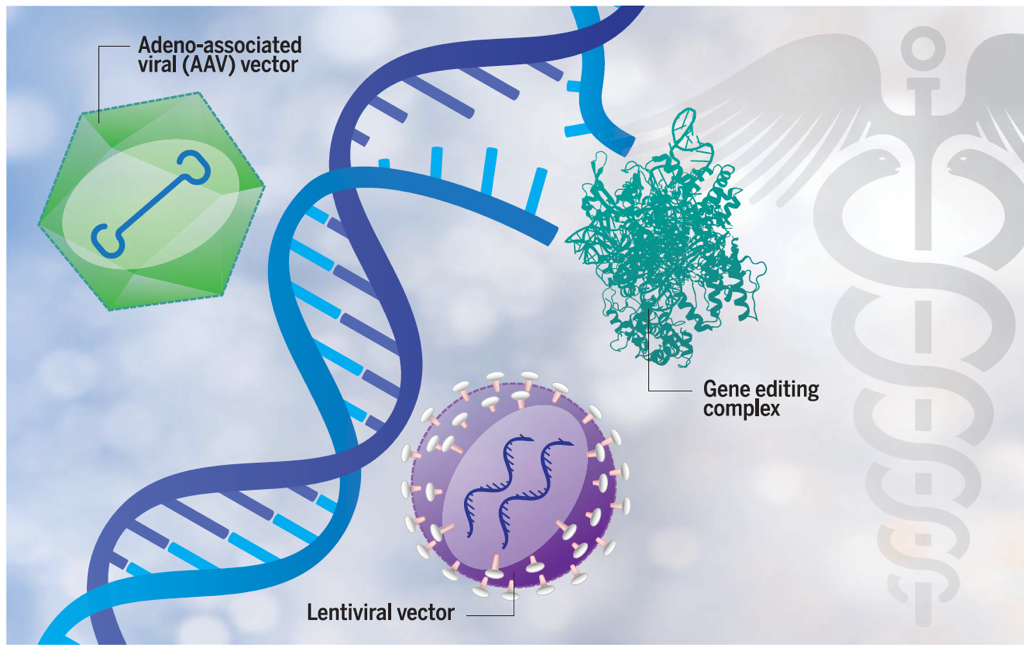 Adeno-associated
viral (AAV) vector
Gene editing
complex
Lentiviral vector